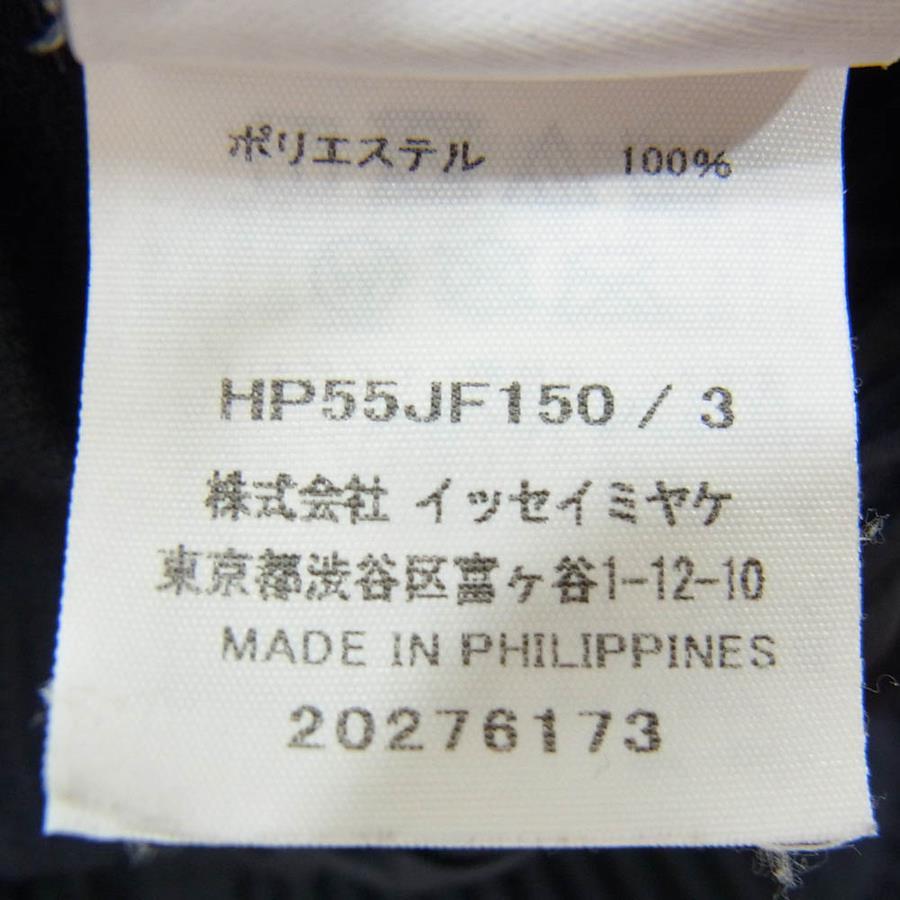 ポリエステル 100%
HP55JF150 / 3
株式会社 イッセイミヤケ
東京都渋谷区富ヶ谷1-12-10
MADE IN PHILIPPINES
20276173